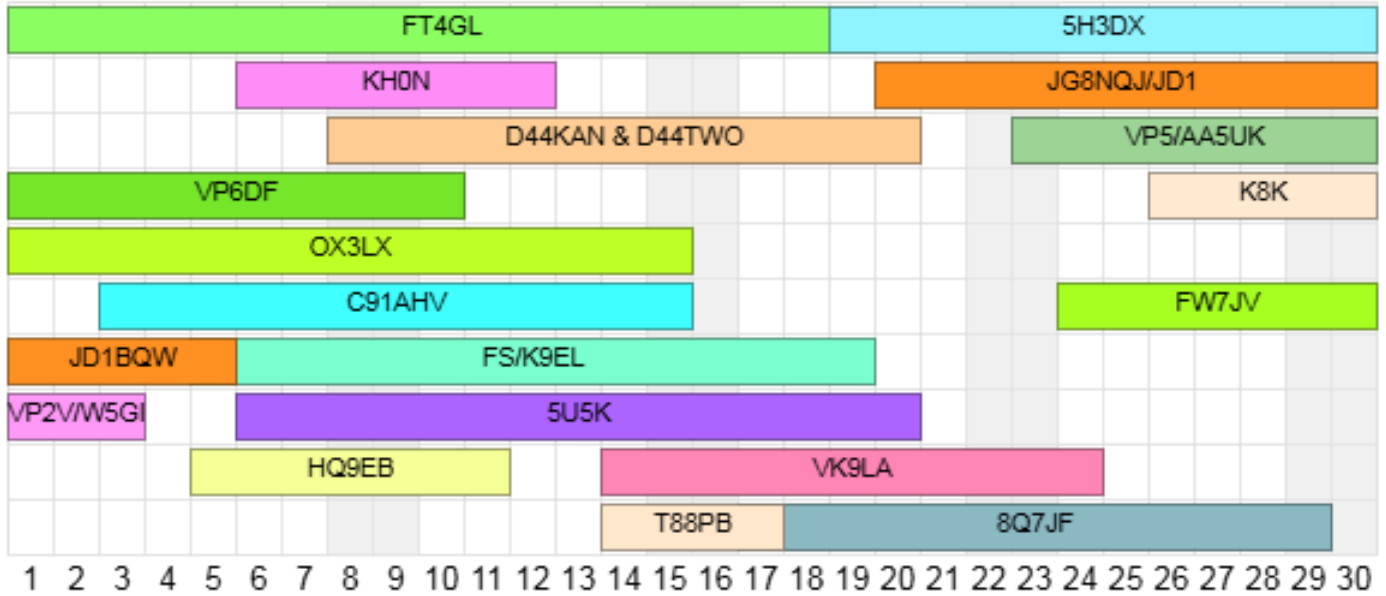 FT4GL 5H3DX
KH0N JG8NQJ/JD1
D44KAN & D44TWO VP5/AA5UK
VP6DF K8K
OX3LX
C91AHV FW7JV
JD1BQW FS/K9EL
VP2V/W5GI 5U5K
HQ9EB VK9LA
T88PB 8Q7JF
1 2 3 4 5 6 7 8 9 10 11 12 13 14 15 16 17 18 19 20 21 22 23 24 25 26 27 28 29 30